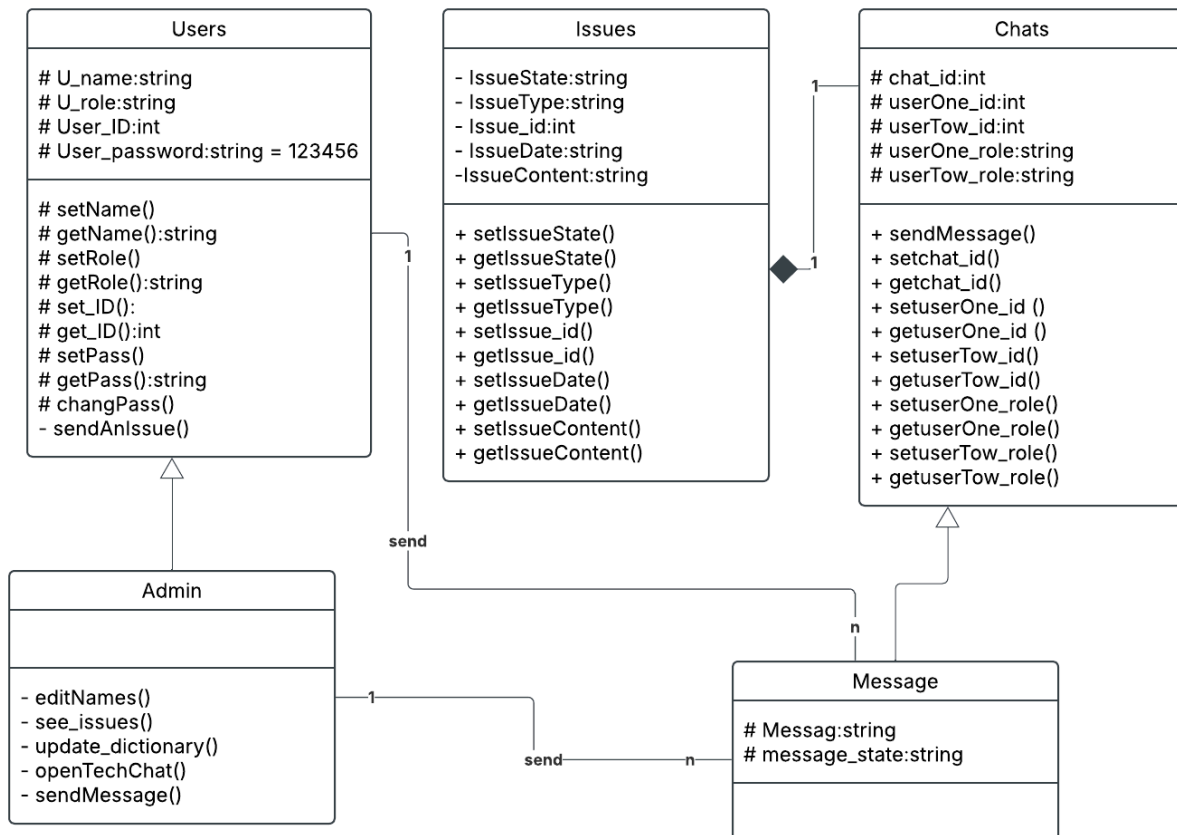 Users
# U_name:string
# U_role:string
# User_ID:int
# User_password:string = 123456
# setName()
# getName():string
# setRole()
# getRole():string
# set_ID():
# get_ID():int
# setPass()
# getPass():string
# changPass()
- sendAnIssue()
Issues
- IssueState:string
- IssueType:string
- Issue_id:int
- IssueDate:string
-IssueContent:string
+ setIssueState()
+ getIssueState()
+ setIssueType()
+ getIssueType()
+ setIssue_id()
+ getIssue_id()
+ setIssueDate()
+ getIssueDate()
+ setIssueContent()
+ getIssueContent()
Chats
# chat_id:int
# userOne_id:int
# userTow_id:int
# userOne_role:string
# userTow_role:string
+ sendMessage()
+ setchat_id()
+ getchat_id()
+ setuserOne_id ()
+ getuserOne_id ()
+ setuserTow_id()
+ getuserTow_id()
+ setuserOne_role()
+ getuserOne_role()
+ setuserTow_role()
+ getuserTow_role()
1
1
1
send
n
Admin
- editNames()
- see_issues()
- update_dictionary()
- openTechChat()
- sendMessage()
1
send
n
Message
# Messag:string
# message_state:string